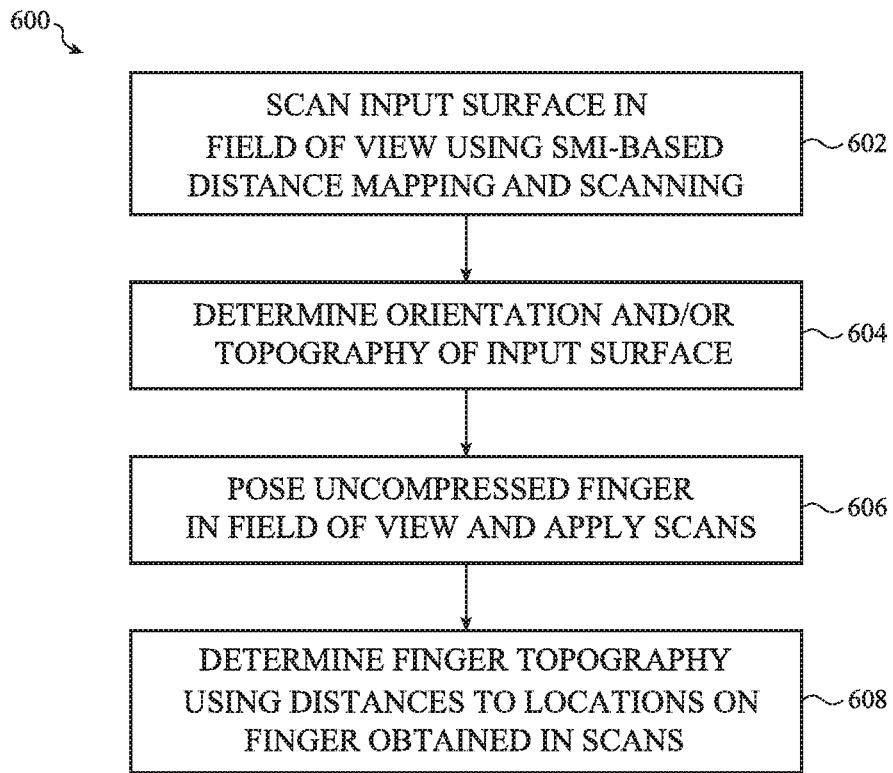 600
SCAN INPUT SURFACE IN
FIELD OF VIEW USING SMI-BASED
DISTANCE MAPPING AND SCANNING
602
DETERMINE ORIENTATION AND/OR
TOPOGRAPHY OF INPUT SURFACE
604
POSE UNCOMPRESSED FINGER
IN FIELD OF VIEW AND APPLY SCANS
606
DETERMINE FINGER TOPOGRAPHY
USING DISTANCES TO LOCATIONS ON
FINGER OBTAINED IN SCANS
608